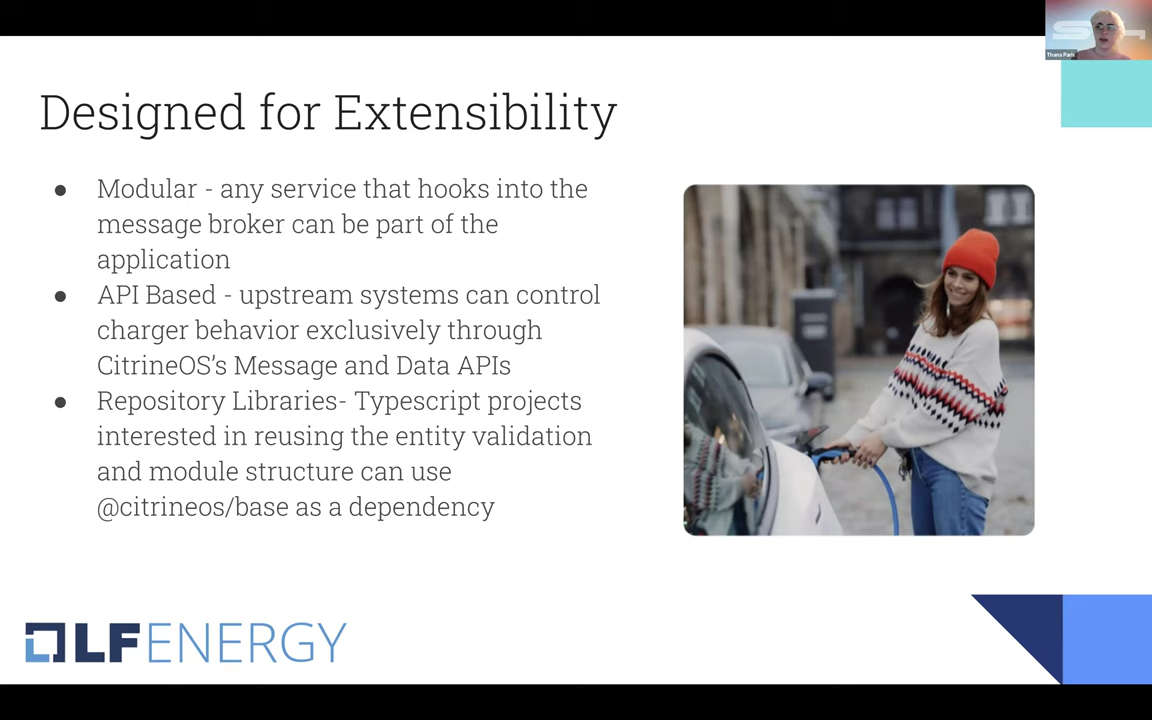 Thana Paris
Designed for Extensibility
● Modular - any service that hooks into the
message broker can be part of the
application
● API Based - upstream systems can control
charger behavior exclusively through
CitrineOS’s Message and Data APIs
● Repository Libraries- Typescript projects
interested in reusing the entity validation
and module structure can use
@citrineos/base as a dependency
LFENERGY